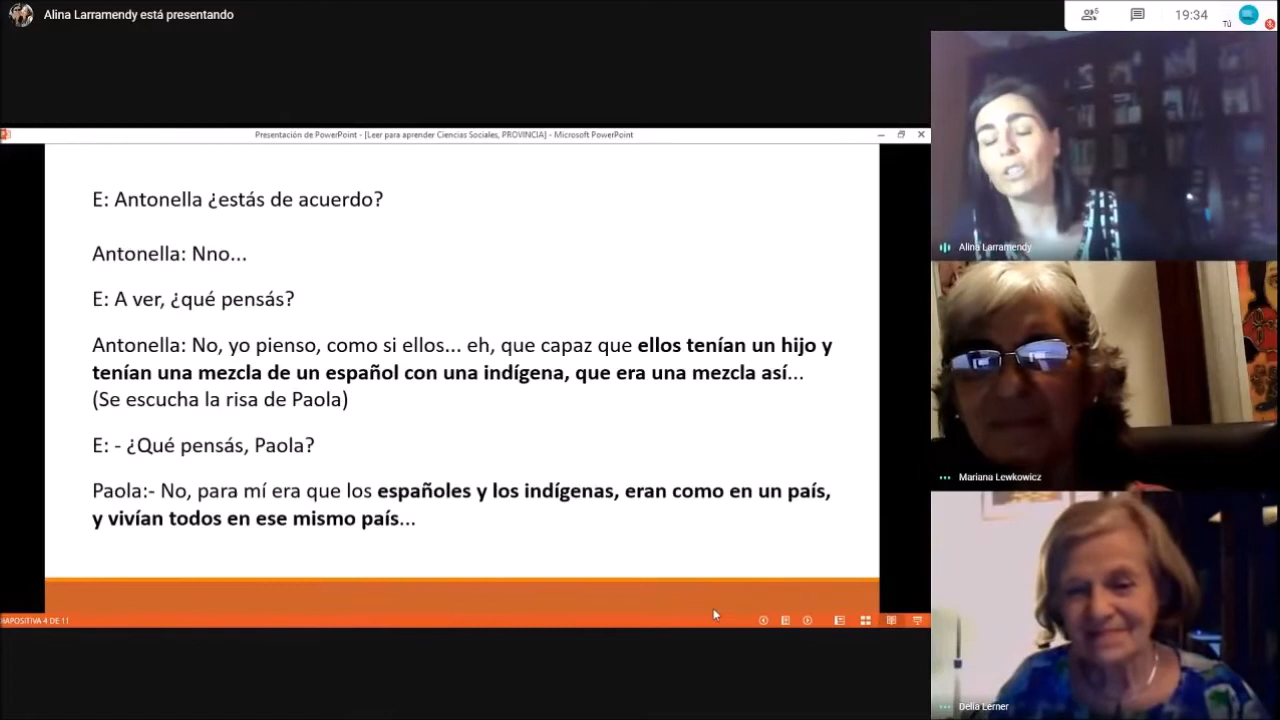 Alina Larramendy está presentando
5
19:34
Tú
Presentación de PowerPoint - [Leer para aprender Ciencias Sociales, PROVINCIA] - Microsoft PowerPoint
E: Antonella ¿estás de acuerdo?
Antonella: Nno...
E: A ver, ¿qué pensás?
Antonella: No, yo pienso, como si ellos... eh, que capaz que ellos tenían un hijo y
tenían una mezcla de un español con una indígena, que era una mezcla así...
(Se escucha la risa de Paola)
E: - ¿Qué pensás, Paola?
Paola:- No, para mí era que los españoles y los indígenas, eran como en un país,
y vivían todos en ese mismo país...
DIAPOSITIVA 4 DE 11
Alina Larramendy
Mariana Lewkowicz
Delia Lerner